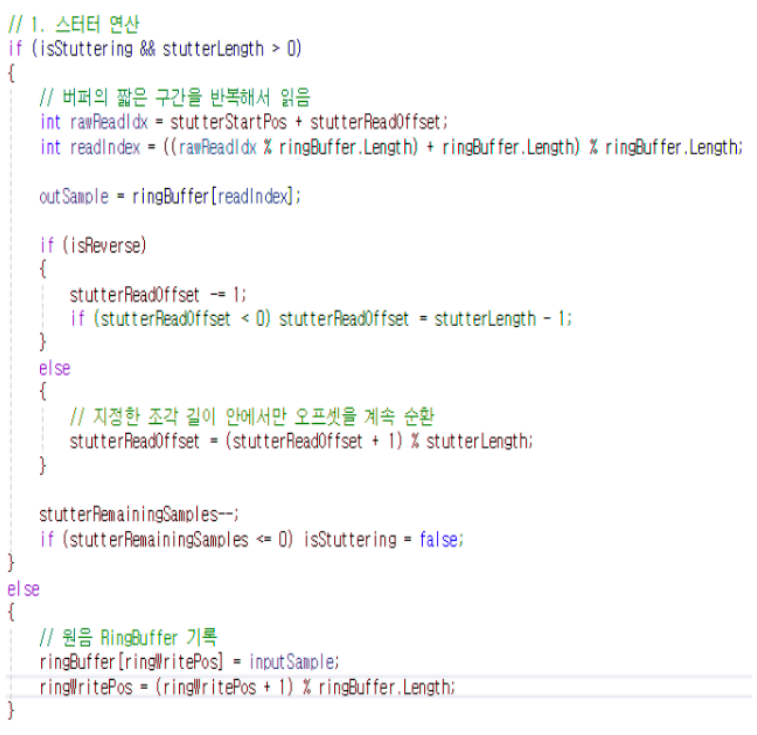 // 1. 스터터 연산
if (isStuttering && stutterLength > 0)
{
// 버퍼의 짧은 구간을 반복해서 읽음
int rawReadIdx = stutterStartPos + stutterReadOffset;
int readIndex = ((rawReadIdx % ringBuffer.Length) + ringBuffer.Length) % ringBuffer.Length;
outSample = ringBuffer[readIndex];
if (isReverse)
{
stutterReadOffset -= 1;
if (stutterReadOffset < 0) stutterReadOffset = stutterLength - 1;
}
else
{
// 지정한 조각 길이 안에서만 오프셋을 계속 순환
stutterReadOffset = (stutterReadOffset + 1) % stutterLength;
}
stutterRemainingSamples--;
if (stutterRemainingSamples <= 0) isStuttering = false;
}
else
{
// 원음 RingBuffer 기록
ringBuffer[ringWritePos] = inputSample;
ringWritePos = (ringWritePos + 1) % ringBuffer.Length;
}